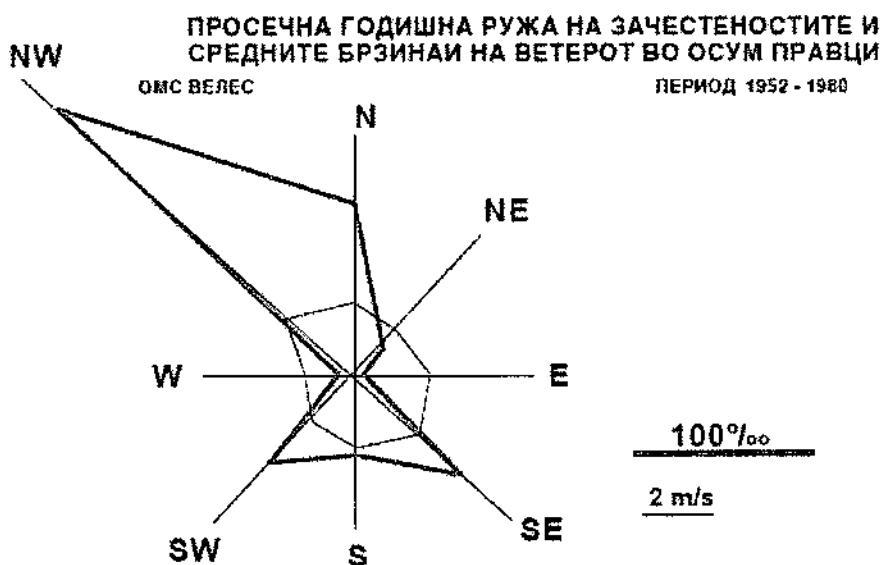 ПРОСЕЧНА ГОДИШНА РУЖА НА ЗАЧЕСТЕНОСТИТЕ И
СРЕДНИТЕ БРЗИНАИ НА ВЕТЕРОТ ВО ОСУМ ПРАВЦИ
ОМС ВЕЛЕС
ПЕРИОД 1952 - 1980
NW
N
NE
W
E
SW
S
SE
100‰
2 m/s